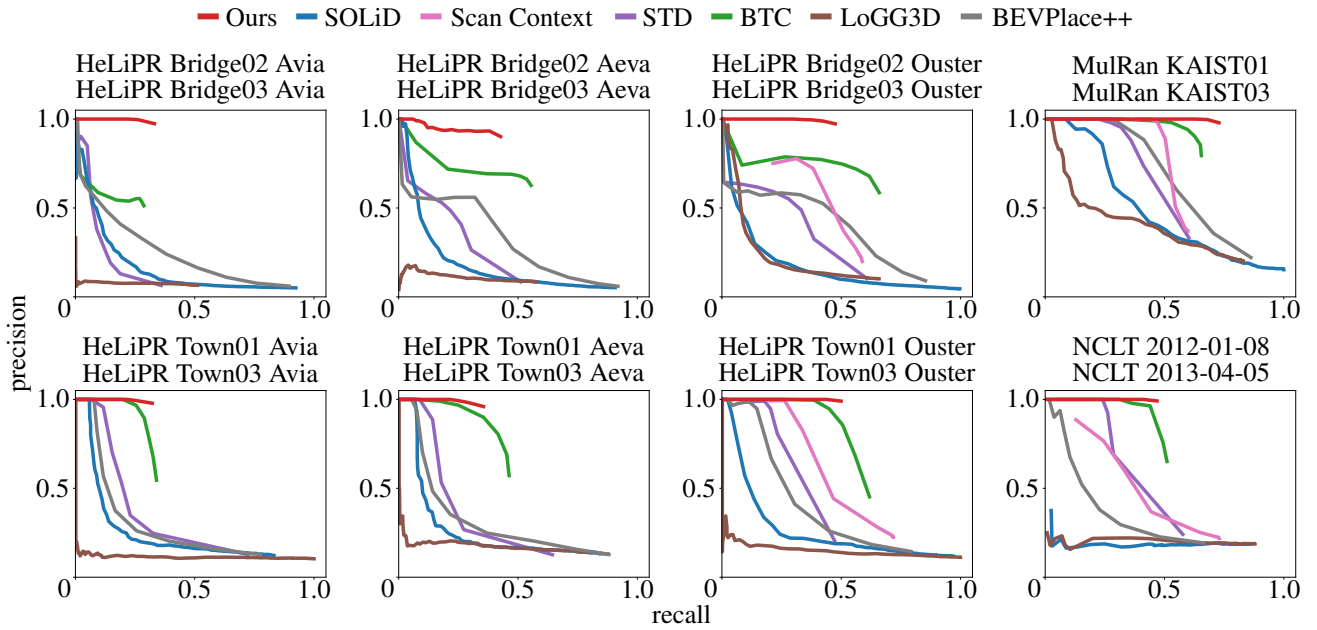 Ours SOLiD Scan Context STD BTC LoGG3D BEVPlace++
HeLiPR Bridge02 Avia
HeLiPR Bridge03 Avia
HeLiPR Bridge02 Aeva
HeLiPR Bridge03 Aeva
HeLiPR Bridge02 Ouster
HeLiPR Bridge03 Ouster
MulRan KAIST01
MulRan KAIST03
1.0 1.0 1.0 1.0
0.5 0.5 0.5 0.5
0 0.5 1.0 0 0.5 1.0 0 0.5 1.0 0 0.5 1.0
precision
HeLiPR Town01 Avia
HeLiPR Town03 Avia
HeLiPR Town01 Aeva
HeLiPR Town03 Aeva
HeLiPR Town01 Ouster
HeLiPR Town03 Ouster
NCLT 2012-01-08
NCLT 2013-04-05
1.0 1.0 1.0 1.0
0.5 0.5 0.5 0.5
0 0.5 1.0 0 0.5 1.0 0 0.5 1.0 0 0.5 1.0
recall